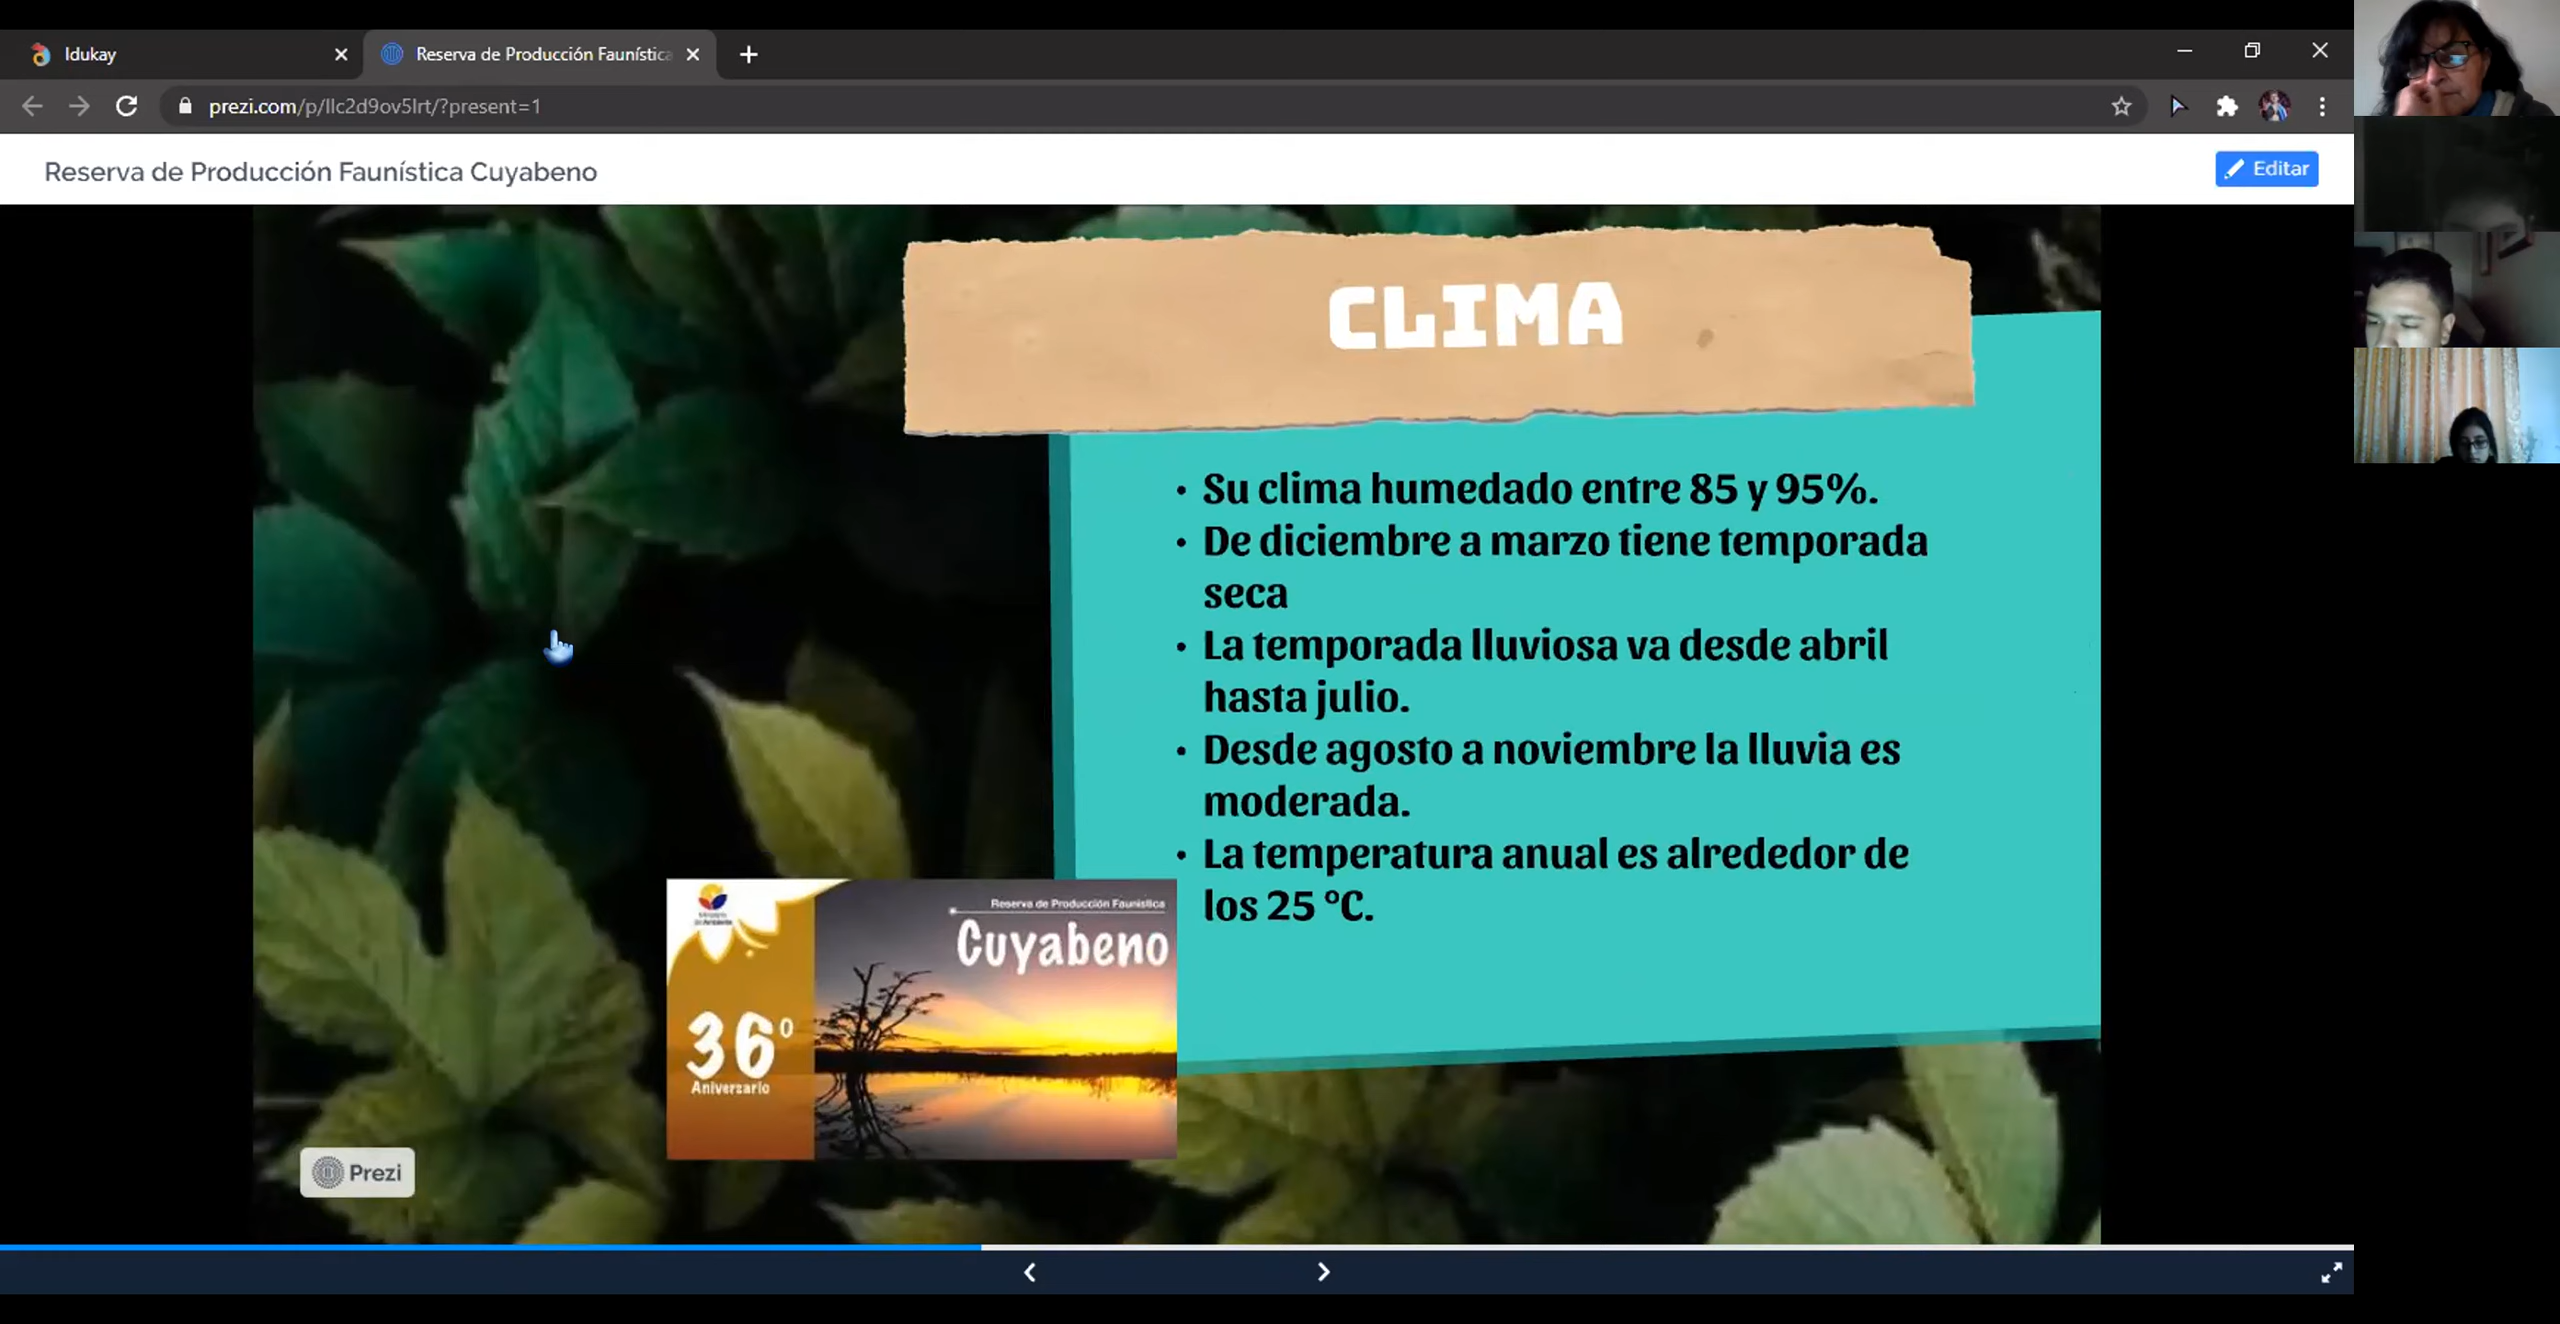 Idukay
Reserva de Producción Faunística
prezi.com/p/llc2d9ov5lrt/?present=1
Reserva de Producción Faunística Cuyabeno
Editar
CLIMA
• Su clima humedado entre 85 y 95%.
• De diciembre a marzo tiene temporada
seca
• La temporada lluviosa va desde abril
hasta julio.
• Desde agosto a noviembre la lluvia es
moderada.
• La temperatura anual es alrededor de
los 25 °C.
Reserva de Producción Faunística
Cuyabeno
36º
Aniversario
Prezi